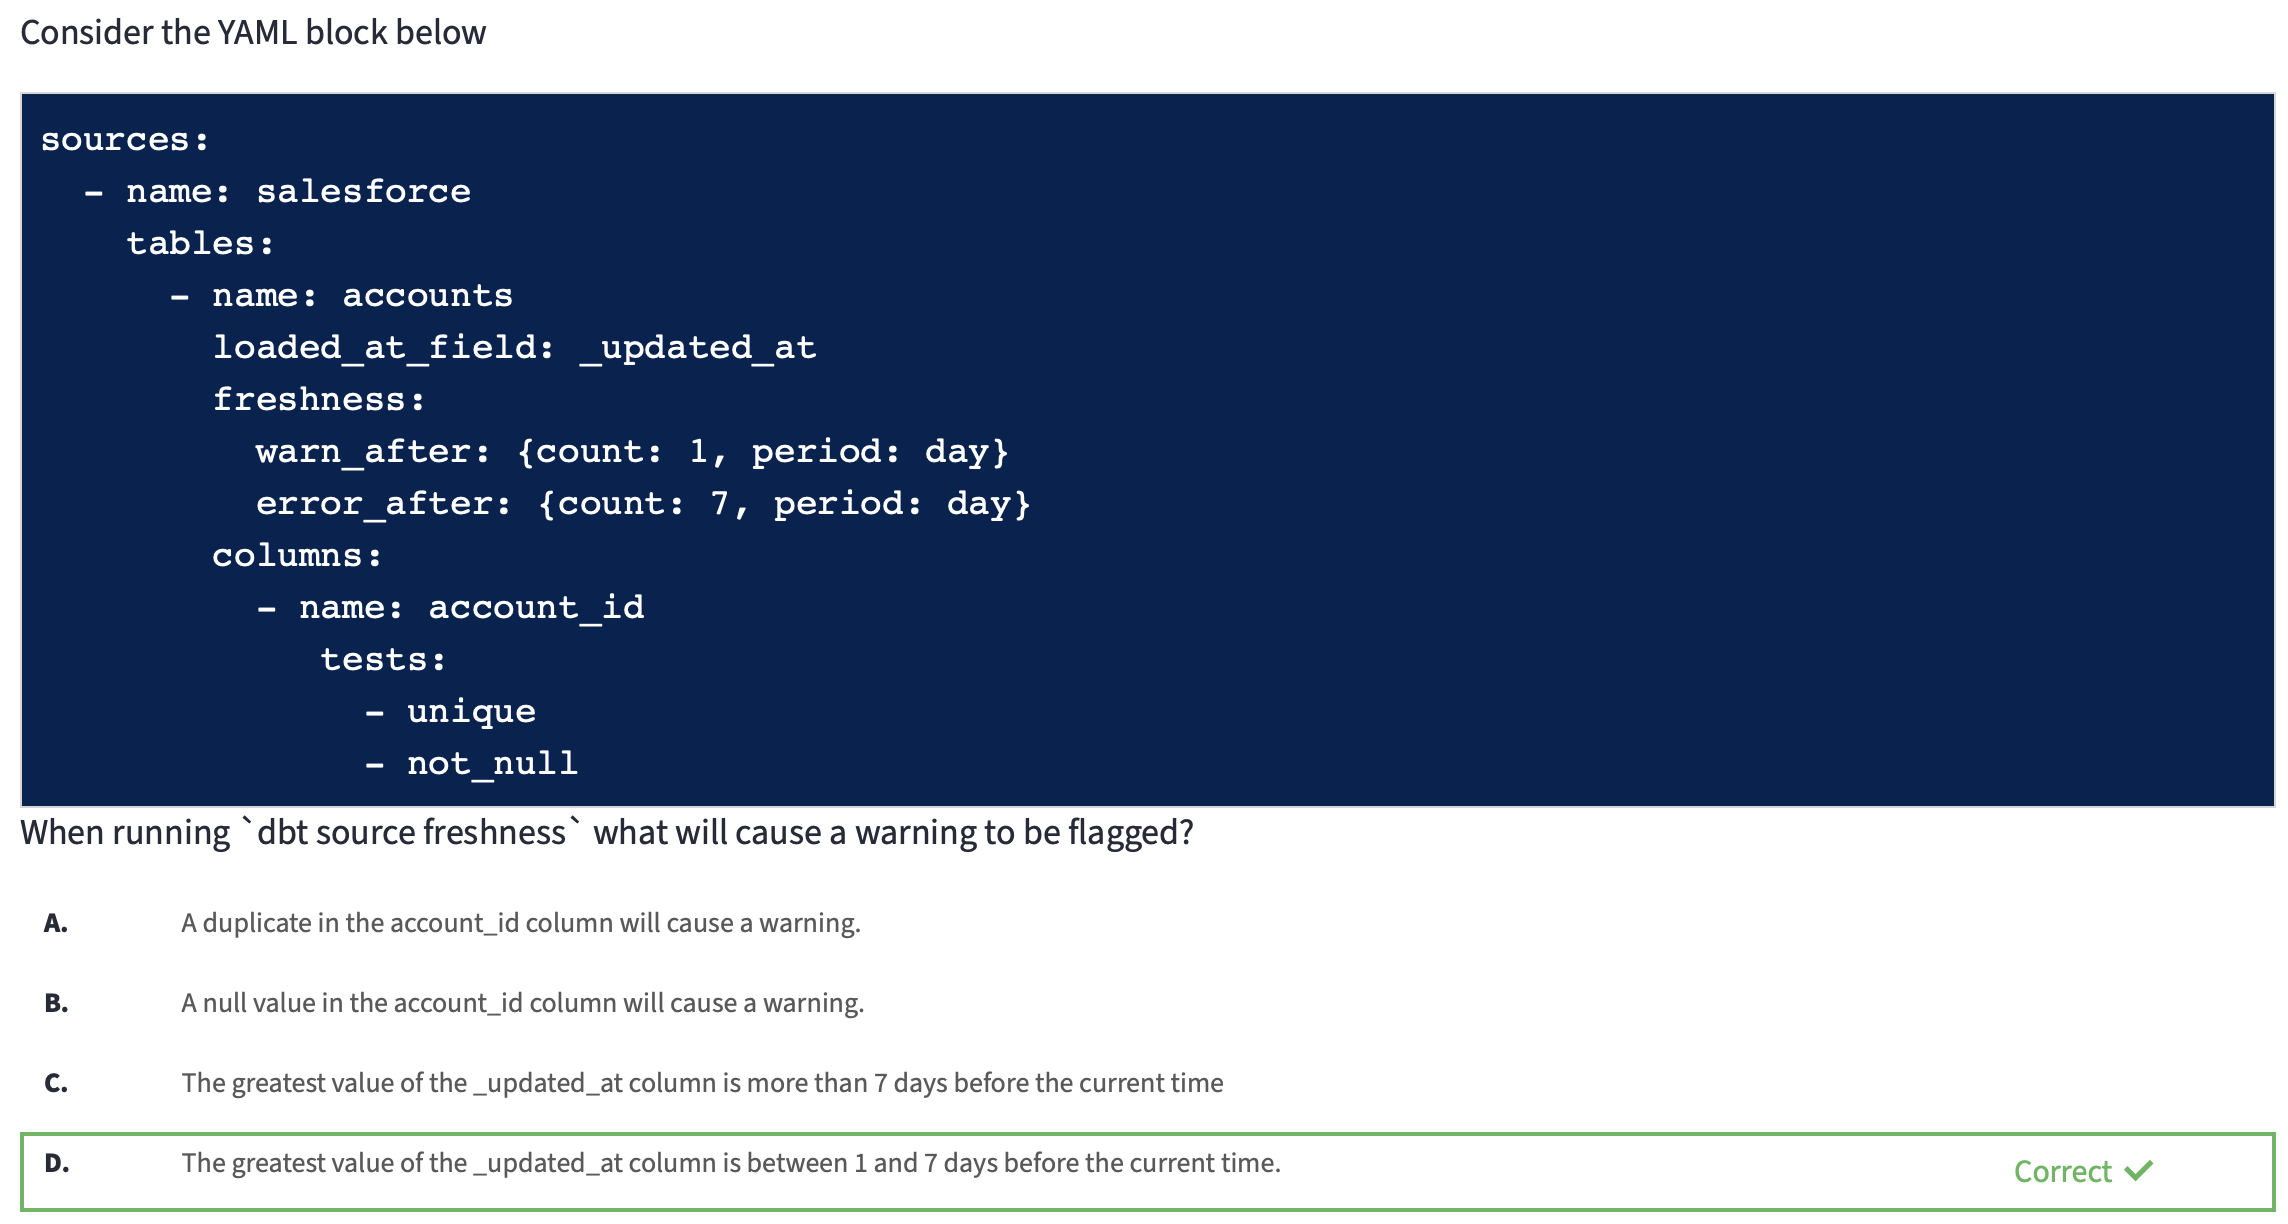 Consider the YAML block below
sources:
  - name: salesforce
    tables:
      - name: accounts
        loaded_at_field: _updated_at
        freshness:
          warn_after: {count: 1, period: day}
          error_after: {count: 7, period: day}
        columns:
          - name: account_id
             tests:
               - unique
               - not_null
When running `dbt source freshness` what will cause a warning to be flagged?
A. A duplicate in the account_id column will cause a warning.
B. A null value in the account_id column will cause a warning.
C. The greatest value of the _updated_at column is more than 7 days before the current time
D. The greatest value of the _updated_at column is between 1 and 7 days before the current time. Correct ✓